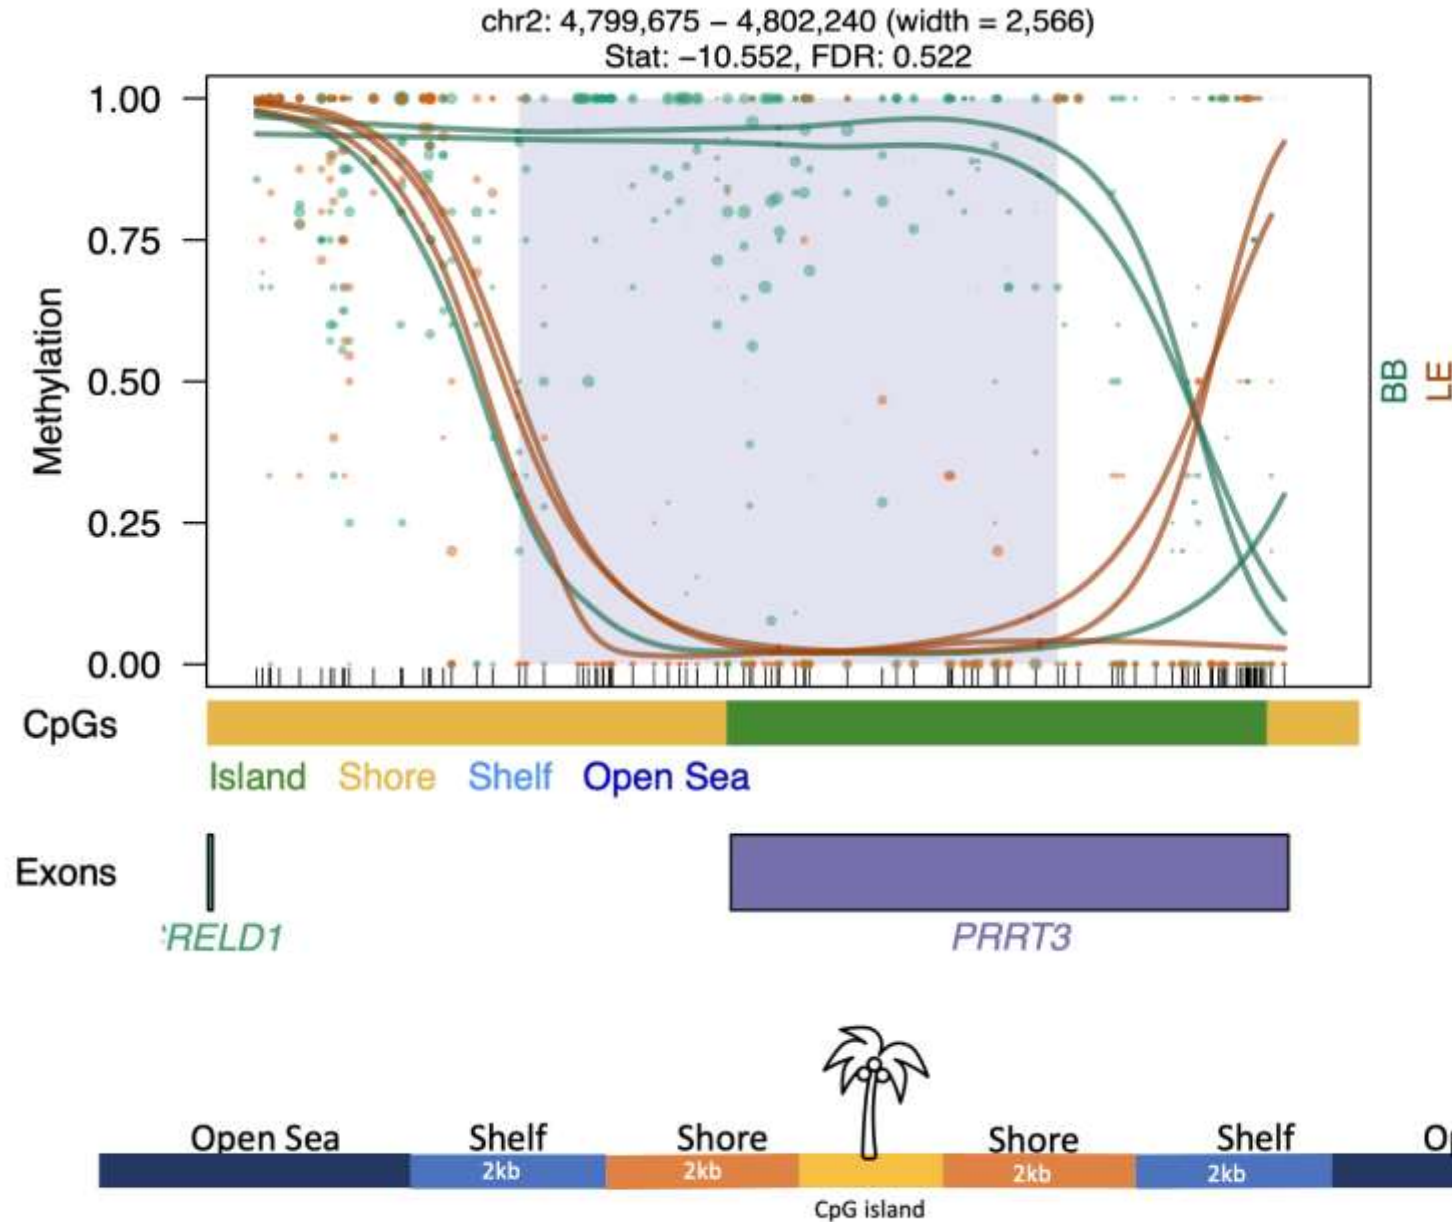 chr2: 4,799,675 – 4,802,240 (width = 2,566)
Stat: –10.552, FDR: 0.522
Methylation
1.00
0.75
0.50
0.25
0.00
BB
LE
CpGs
Island Shore Shelf Open Sea
Exons
RELD1 PRRT3
Open Sea Shelf Shore Shore Shelf
2kb 2kb 2kb 2kb
CpG island